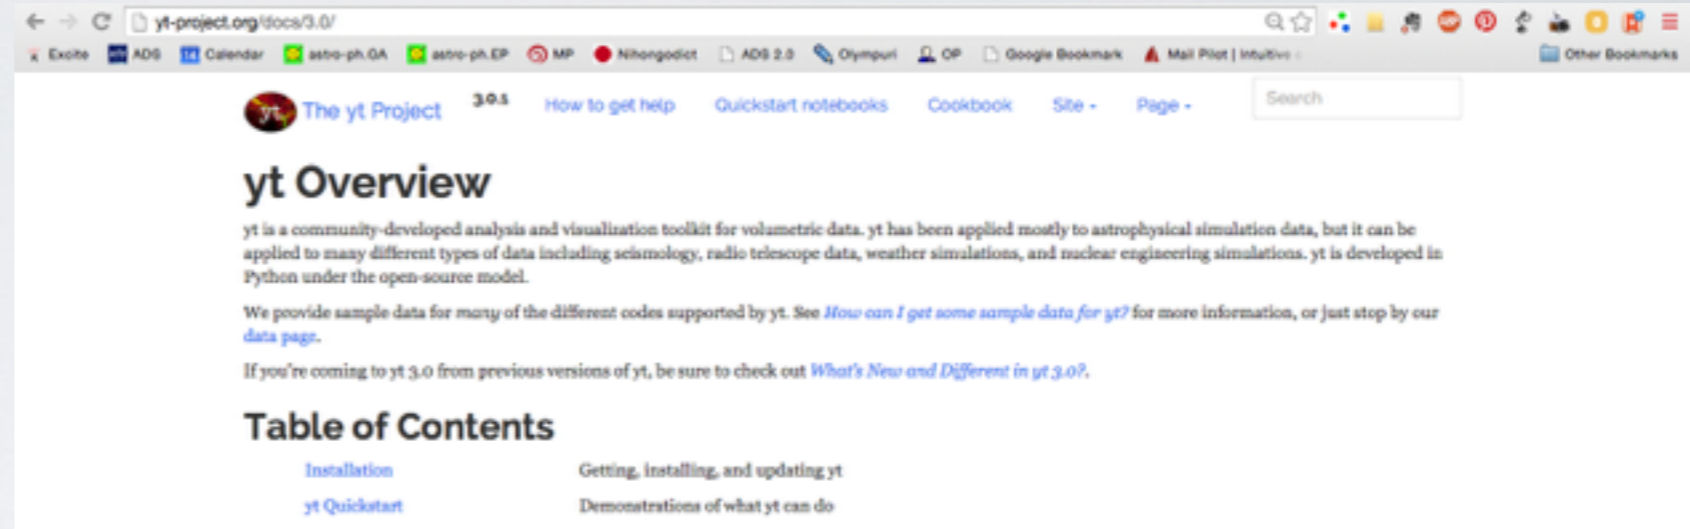 yt-project.org/docs/3.0/
Excite ADS Calendar astro-ph.GA astro-ph.EP MP Nihongodict ADS 2.0 Olympuri OP Google Bookmark Mail Pilot | Intuitive Other Bookmarks
yt The yt Project 3.0.1 How to get help Quickstart notebooks Cookbook Site Page Search
yt Overview
yt is a community-developed analysis and visualization toolkit for volumetric data. yt has been applied mostly to astrophysical simulation data, but it can be
applied to many different types of data including seismology, radio telescope data, weather simulations, and nuclear engineering simulations. yt is developed in
Python under the open-source model.
We provide sample data for many of the different codes supported by yt. See How can I get some sample data for yt? for more information, or just stop by our
data page.
If you're coming to yt 3.0 from previous versions of yt, be sure to check out What's New and Different in yt 3.0?.
Table of Contents
Installation Getting, installing, and updating yt
yt Quickstart Demonstrations of what yt can do